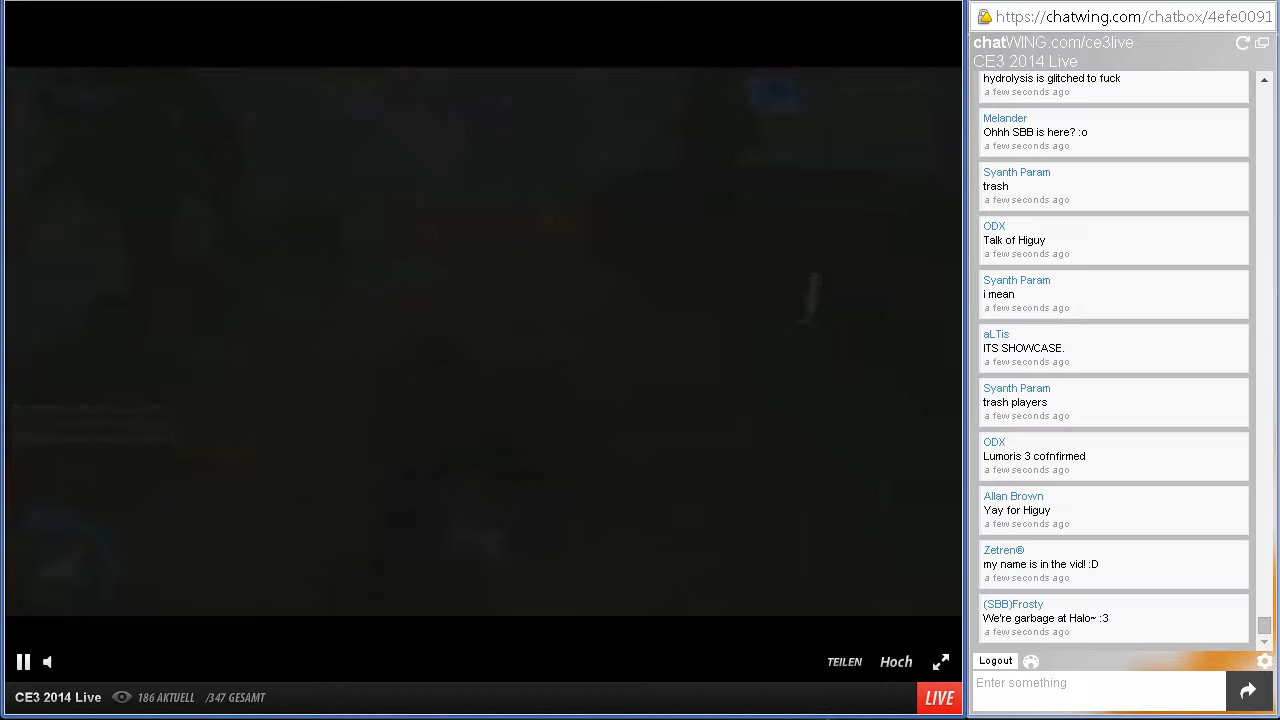 https://chatwing.com/chatbox/4efe0091
chatWING.com/ce3live
CE3 2014 Live
hydrolysis is glitched to fuck
a few seconds ago
Melander
Ohhh SBB is here? :o
a few seconds ago
Syanth Param
trash
a few seconds ago
ODX
Talk of Higuy
a few seconds ago
Syanth Param
i mean
a few seconds ago
aLTis
ITS SHOWCASE.
a few seconds ago
Syanth Param
trash players
a few seconds ago
ODX
Lumoris 3 cofnfirmed
a few seconds ago
Allan Brown
Yay for Higuy
a few seconds ago
Zetren®
my name is in the vid! :D
a few seconds ago
(SBB)Frosty
We're garbage at Halo~ :3
a few seconds ago
Logout
Enter something
TEILEN Hoch
CE3 2014 Live 186 AKTUELL /347 GESAMT LIVE